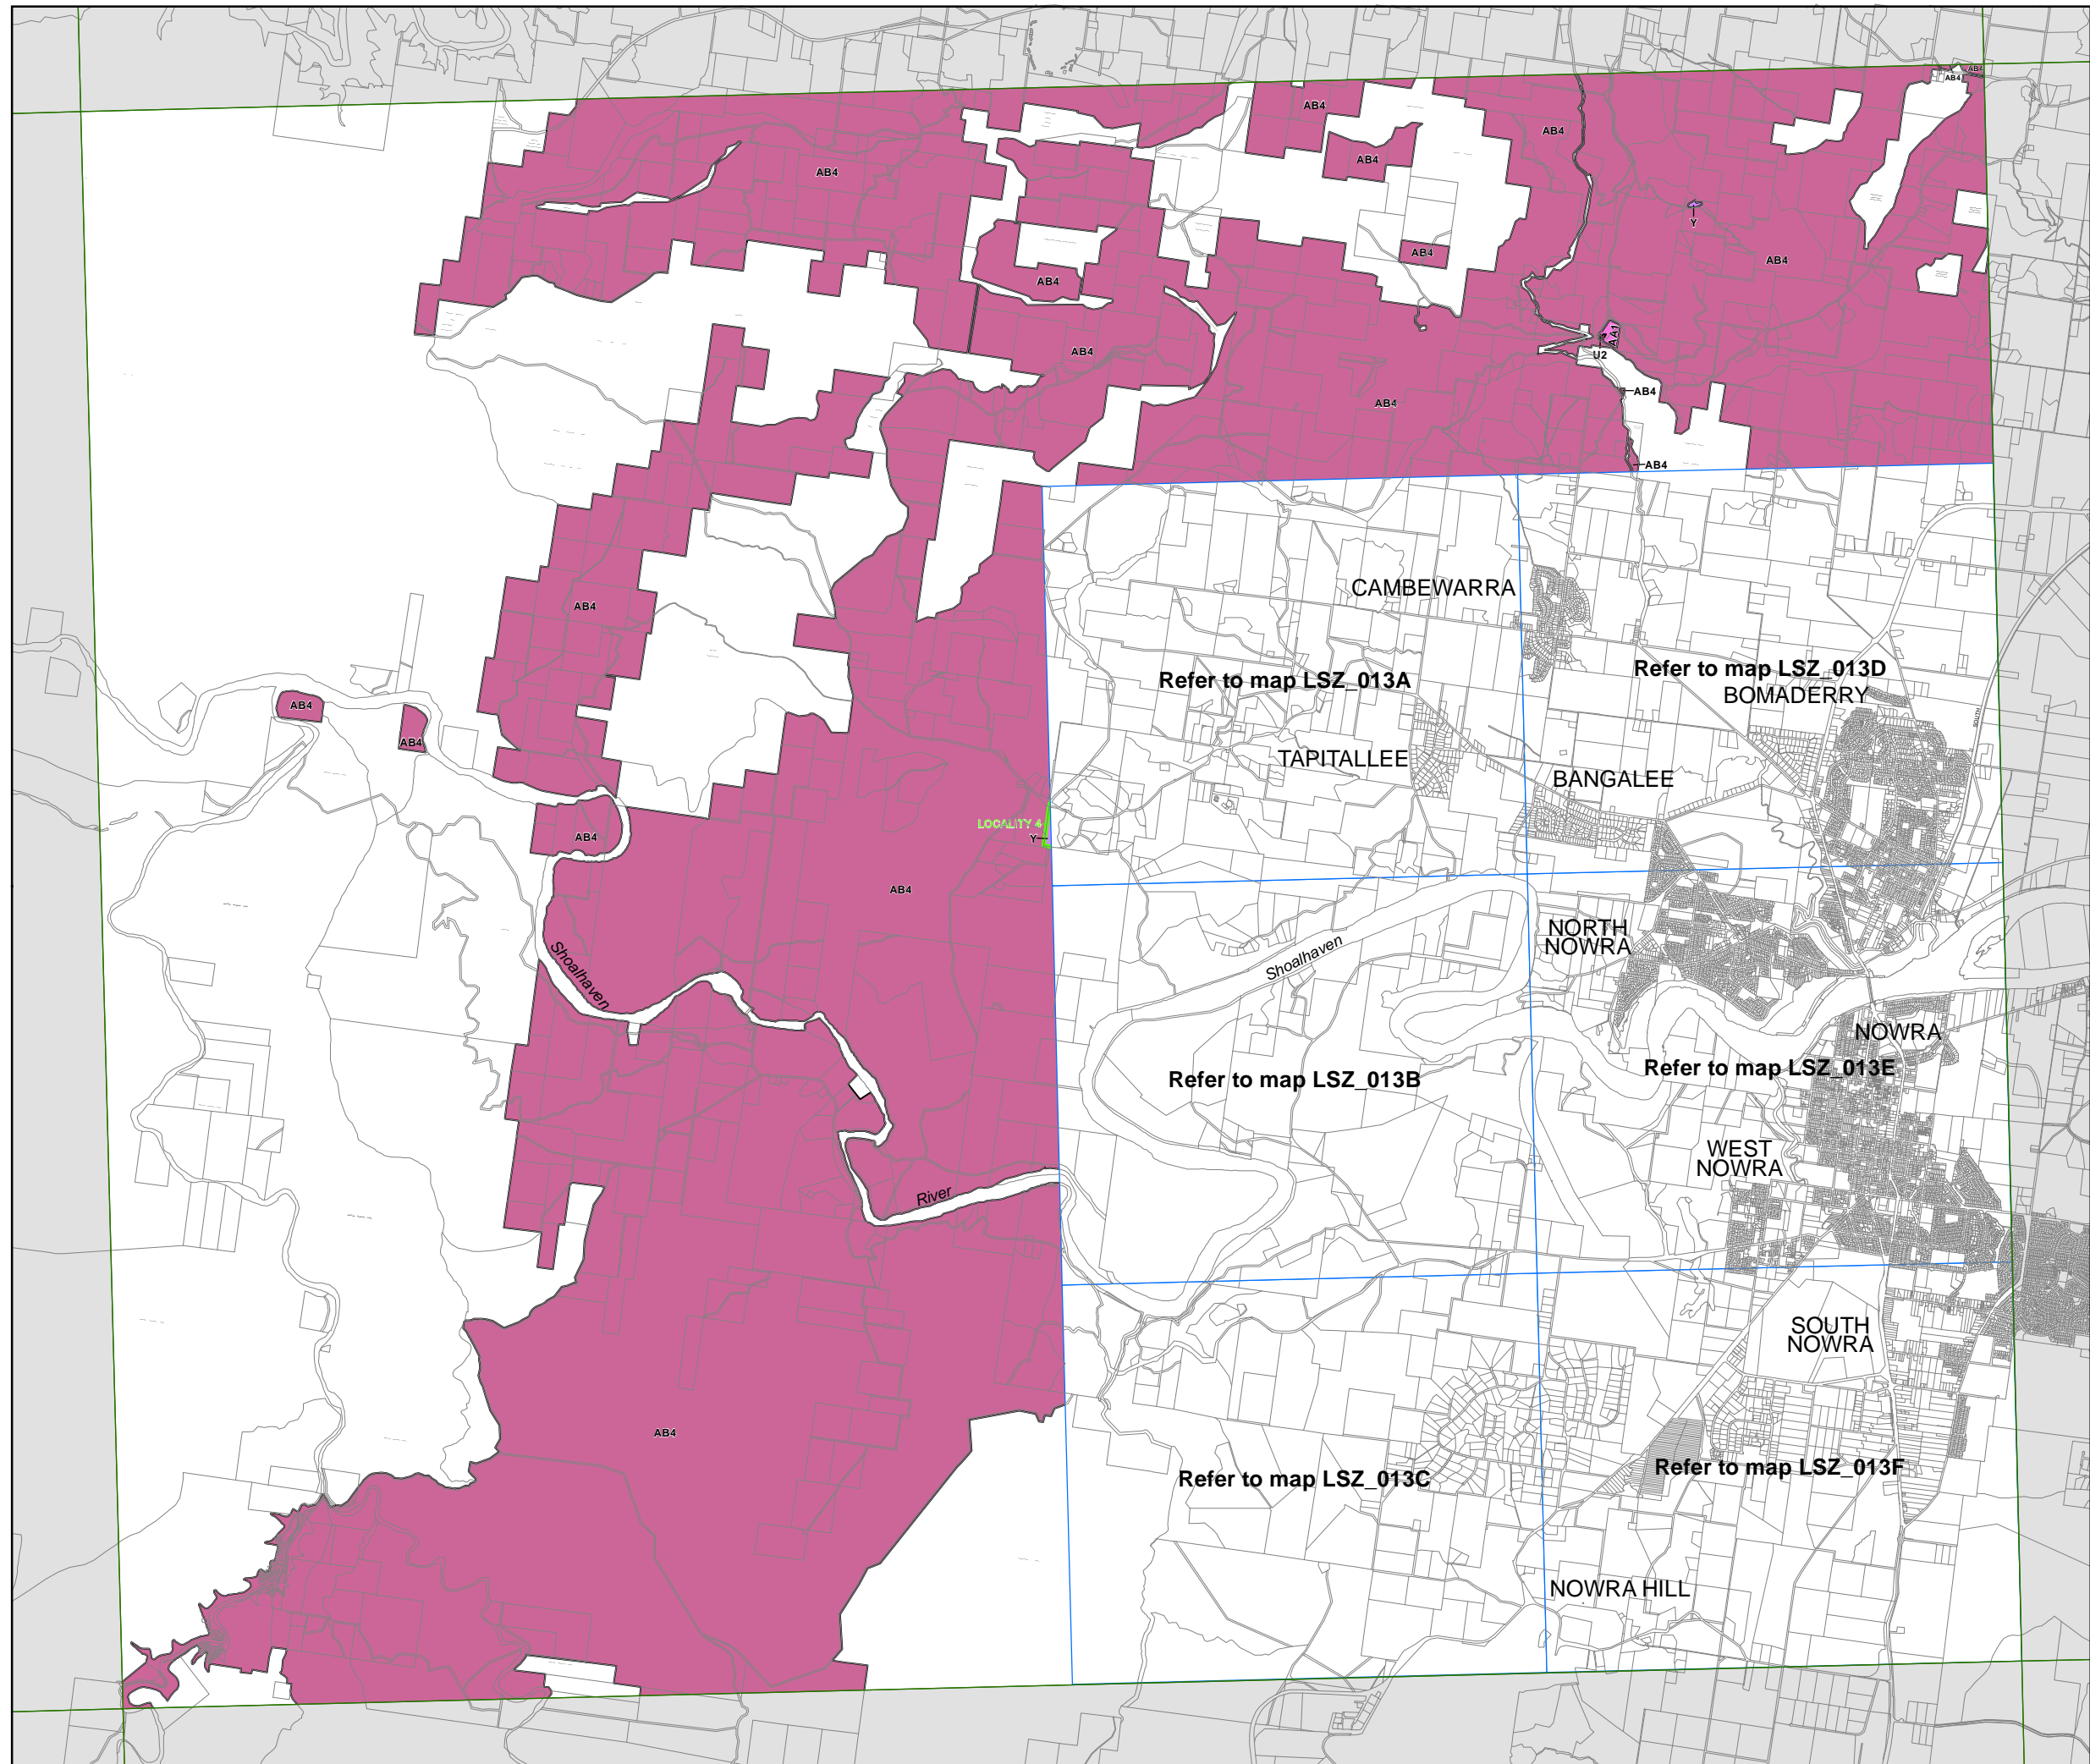 AB4
AB4
AB4
AB4
AB4
AB4
Y
AB4
AB4
AB4
AB4
AA1
U2
AB4
AB4
AB4
CAMBEWARRA
AB4
Refer to map LSZ_013D
Refer to map LSZ_013A
BOMADERRY
AB4
AB4
TAPITALLEE
BANGALEE
LOCALITY 4
Y
AB4
AB4
NORTH
NOWRA
Shoalhaven
Shoalhaven
NOWRA
Refer to map LSZ_013E
Refer to map LSZ_013B
WEST
NOWRA
River
SOUTH
NOWRA
AB4
Refer to map LSZ_013F
Refer to map LSZ_013C
NOWRA HILL